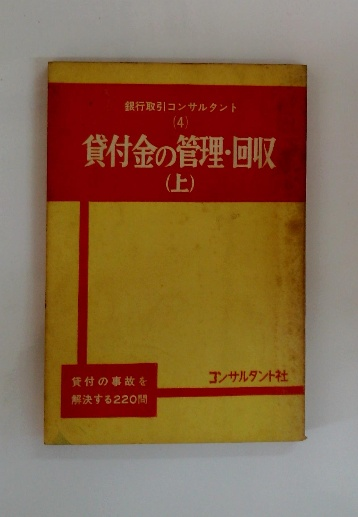 銀行取引コンサルタント
(4)
貸付金の管理・回収
(上)
貸付の事故を
解決する220問
コンサルタント社